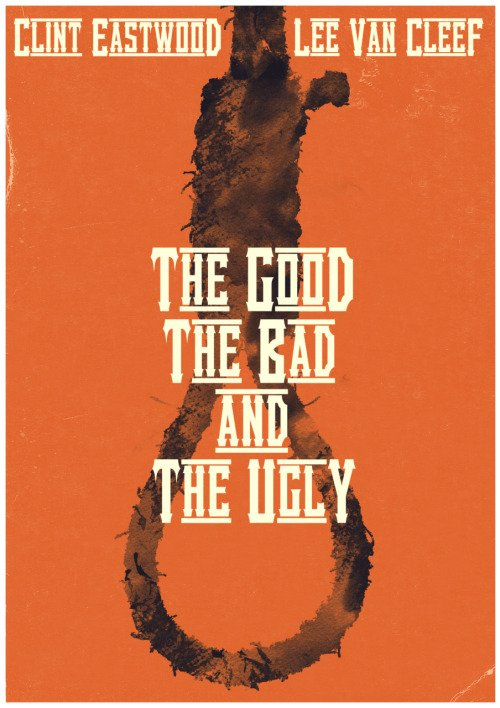 Clint Eastwood Lee Van Cleef
The Good
The Bad
and
The Ugly